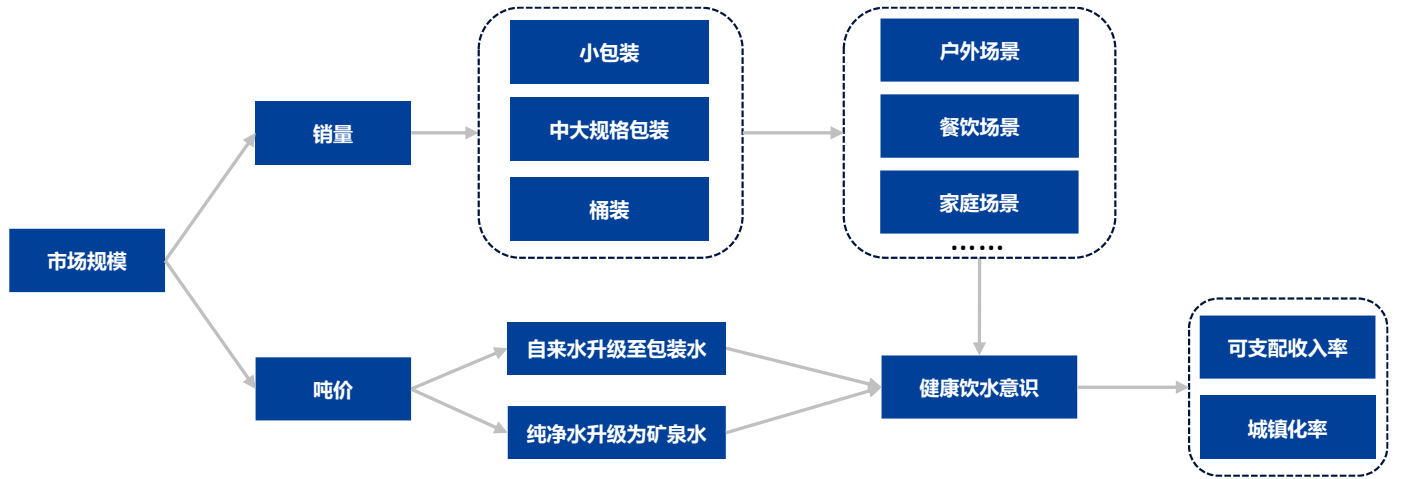 市场规模
销量
吨价
小包装
中大规格包装
桶装
自来水升级至包装水
纯净水升级为矿泉水
户外场景
餐饮场景
家庭场景
……
健康饮水意识
可支配收入率
城镇化率